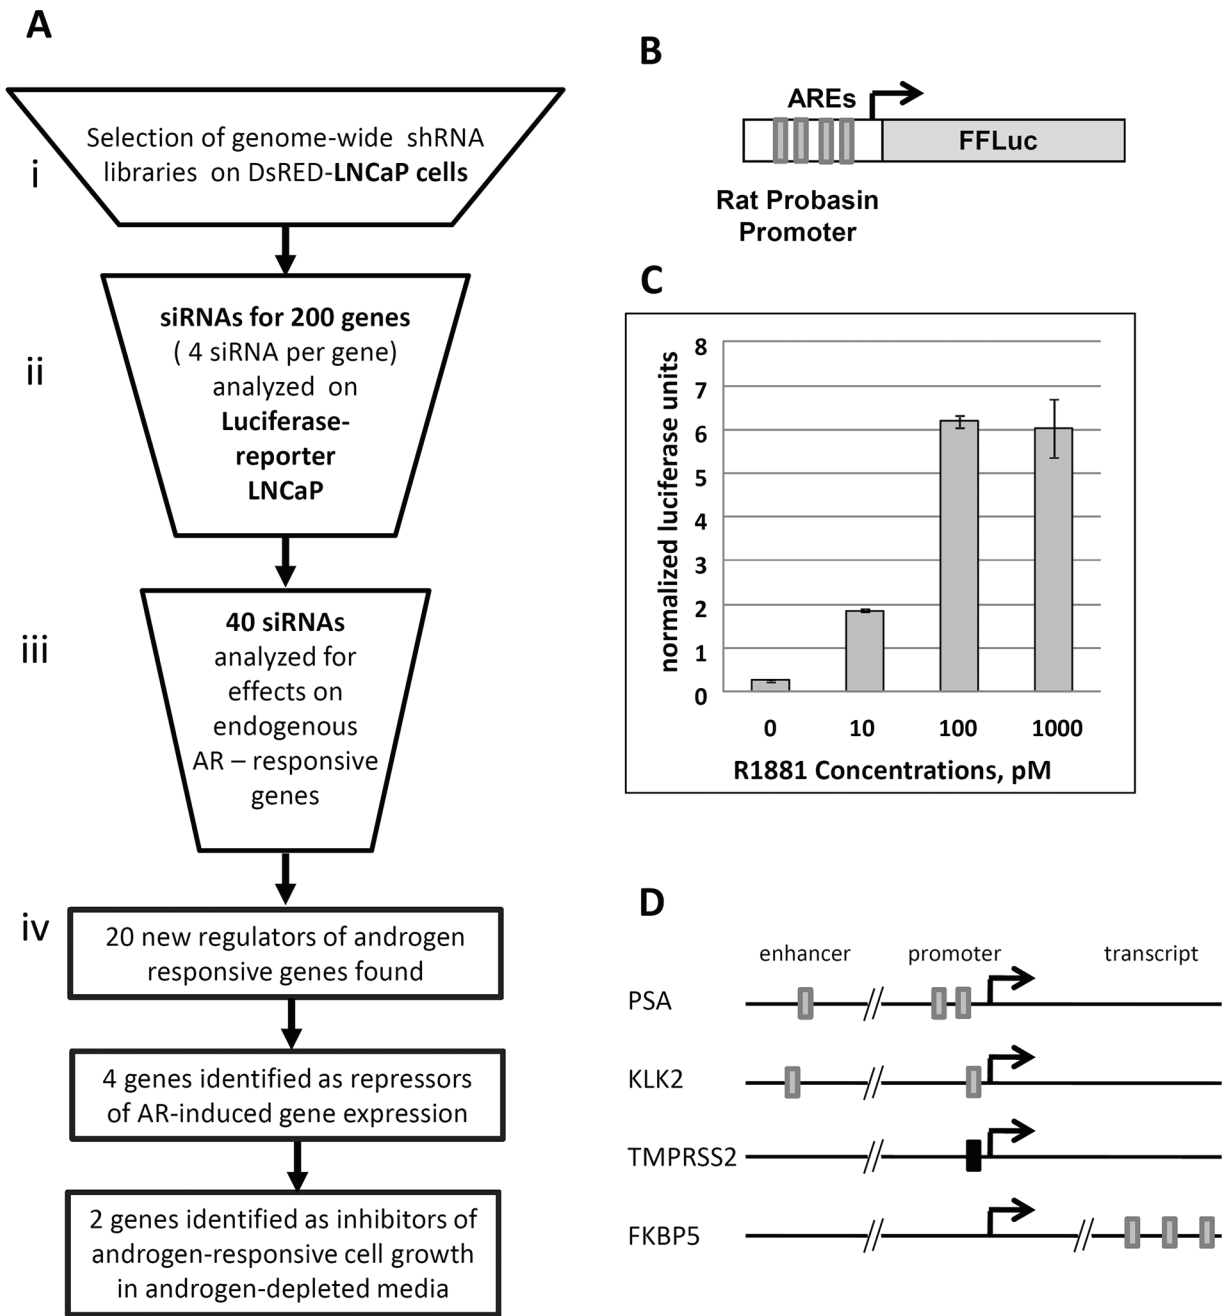 A
i
Selection of genome-wide shRNA
libraries on DsRED-LNCaP cells
ii
siRNAs for 200 genes
( 4 siRNA per gene)
analyzed on
Luciferase-
reporter
LNCaP
iii
40 siRNAs
analyzed for
effects on
endogenous
AR – responsive
genes
iv
20 new regulators of androgen
responsive genes found
4 genes identified as repressors
of AR-induced gene expression
2 genes identified as inhibitors of
androgen-responsive cell growth
in androgen-depleted media
B
AREs
FFLuc
Rat Probasin
Promoter
C
normalized luciferase units
8
7
6
5
4
3
2
1
0
0 10 100 1000
R1881 Concentrations, pM
D
enhancer promoter transcript
PSA
KLK2
TMPRSS2
FKBP5